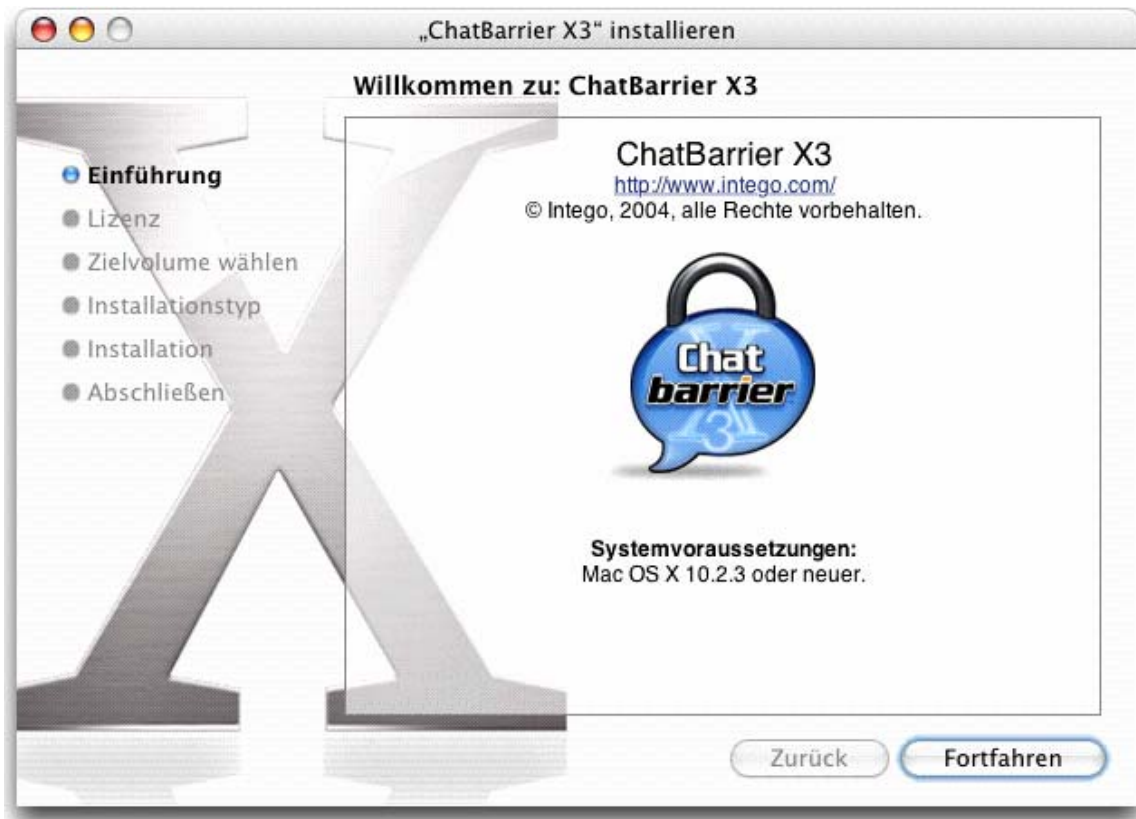 „ChatBarrier X3“ installieren
Willkommen zu: ChatBarrier X3
Einführung
Lizenz
Zielvolume wählen
Installationstyp
Installation
Abschließen
ChatBarrier X3
http://www.intego.com/
© Intego, 2004, alle Rechte vorbehalten.
Chat
barrier
X
3
Systemvoraussetzungen:
Mac OS X 10.2.3 oder neuer.
Zurück
Fortfahren